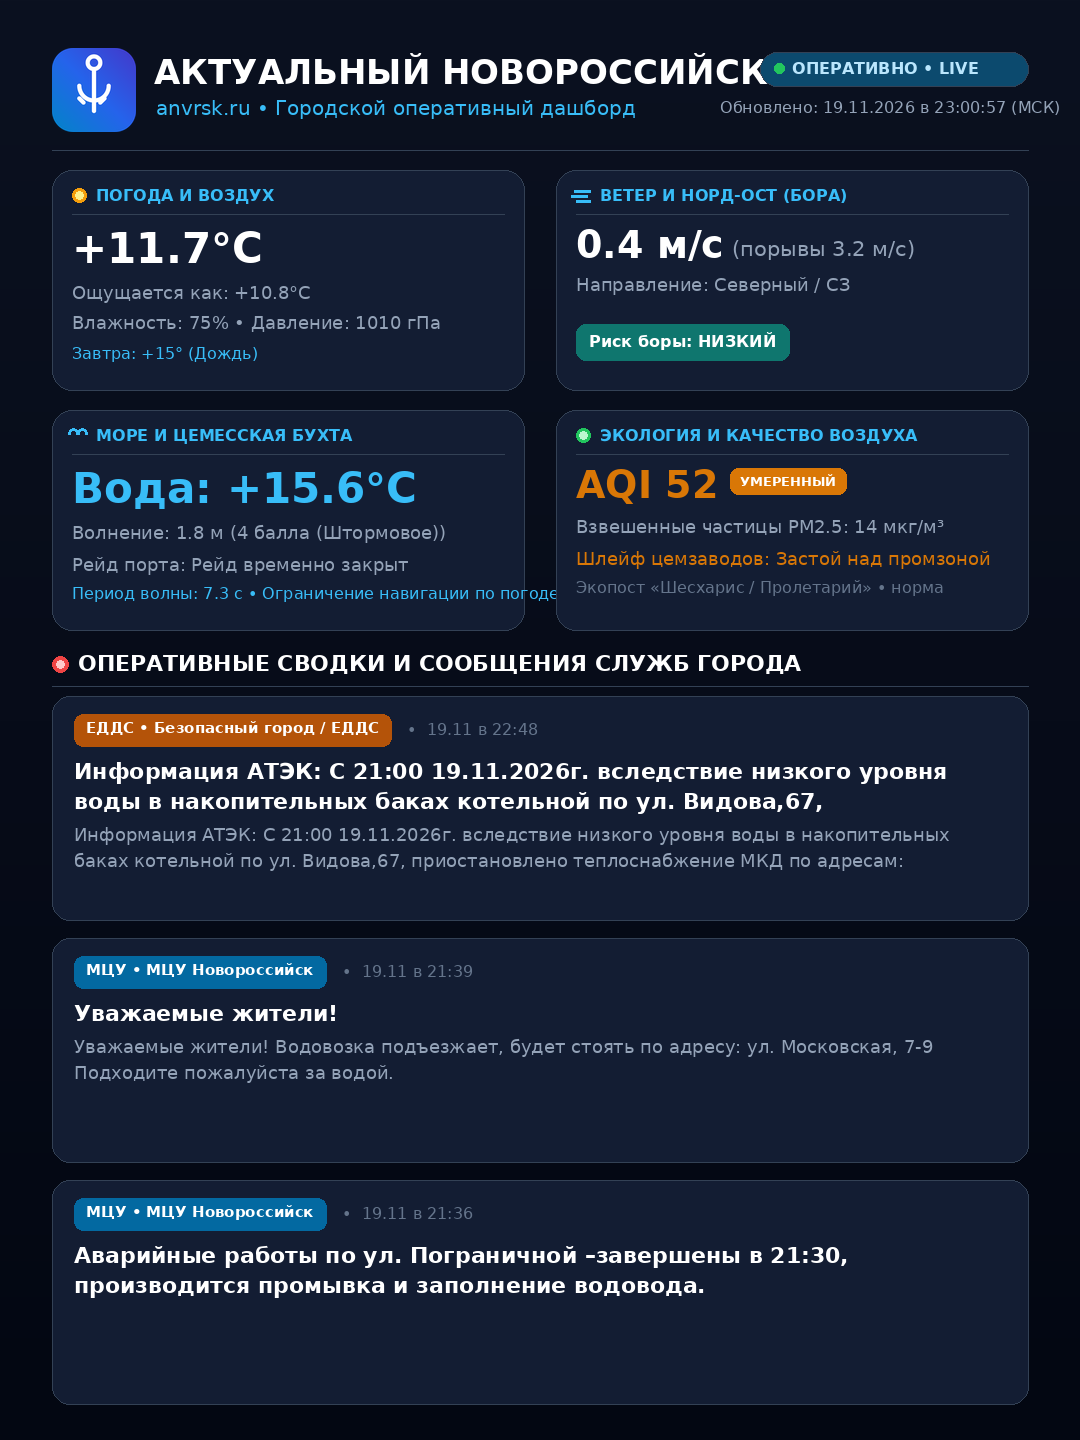 АКТУАЛЬНЫЙ НОВОРОССИЙСК
ОПЕРАТИВНО • LIVE
anvrsk.ru • Городской оперативный дашборд
Обновлено: 19.11.2026 в 23:00:57 (МСК)
ПОГОДА И ВОЗДУХ
+11.7°C
Ощущается как: +10.8°C
Влажность: 75% • Давление: 1010 гПа
Завтра: +15° (Дождь)
ВЕТЕР И НОРД-ОСТ (БОРА)
0.4 м/с (порывы 3.2 м/с)
Направление: Северный / СЗ
Риск боры: НИЗКИЙ
МОРЕ И ЦЕМЕССКАЯ БУХТА
Вода: +15.6°C
Волнение: 1.8 м (4 балла (Штормовое))
Рейд порта: Рейд временно закрыт
Период волны: 7.3 с • Ограничение навигации по погоде
ЭКОЛОГИЯ И КАЧЕСТВО ВОЗДУХА
AQI 52 УМЕРЕННЫЙ
Взвешенные частицы PM2.5: 14 мкг/м³
Шлейф цемзаводов: Застой над промзоной
Экопост «Шесхарис / Пролетарий» • норма
ОПЕРАТИВНЫЕ СВОДКИ И СООБЩЕНИЯ СЛУЖБ ГОРОДА
ЕДДС • Безопасный город / ЕДДС • 19.11 в 22:48
Информация АТЭК: С 21:00 19.11.2026г. вследствие низкого уровня
воды в накопительных баках котельной по ул. Видова,67,
Информация АТЭК: С 21:00 19.11.2026г. вследствие низкого уровня воды в накопительных
баках котельной по ул. Видова,67, приостановлено теплоснабжение МКД по адресам:
МЦУ • МЦУ Новороссийск • 19.11 в 21:39
Уважаемые жители!
Уважаемые жители! Водовозка подъезжает, будет стоять по адресу: ул. Московская, 7-9
Подходите пожалуйста за водой.
МЦУ • МЦУ Новороссийск • 19.11 в 21:36
Аварийные работы по ул. Пограничной –завершены в 21:30,
производится промывка и заполнение водовода.